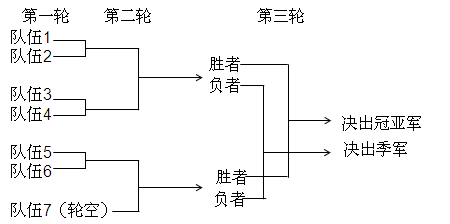 第一轮 第二轮 第三轮
队伍1
队伍2
队伍3
队伍4
队伍5
队伍6
队伍7（轮空）
胜者
负者
胜者
负者
决出冠亚军
决出季军